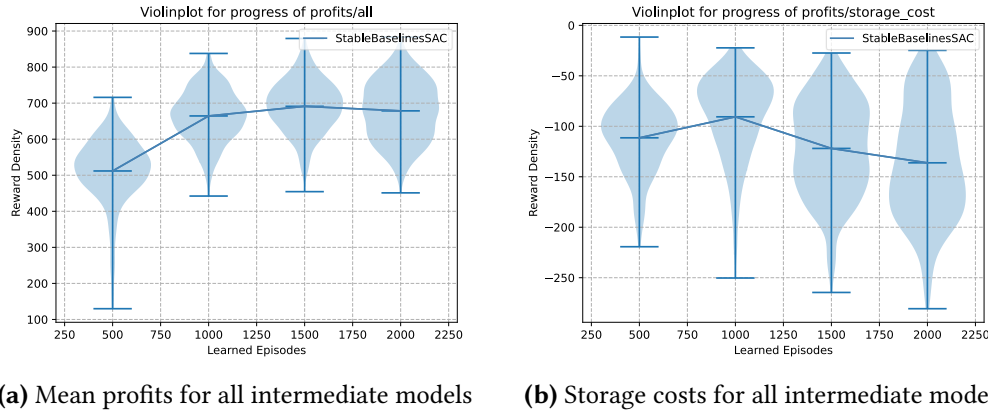 Violinplot for progress of profits/all
StableBaselinesSAC
900
800
700
600
500
400
300
200
100
Reward Density
250 500 750 1000 1250 1500 1750 2000 2250
Learned Episodes
(a) Mean profits for all intermediate models
Violinplot for progress of profits/storage_cost
StableBaselinesSAC
0
−50
−100
−150
−200
−250
Reward Density
250 500 750 1000 1250 1500 1750 2000 2250
Learned Episodes
(b) Storage costs for all intermediate mode